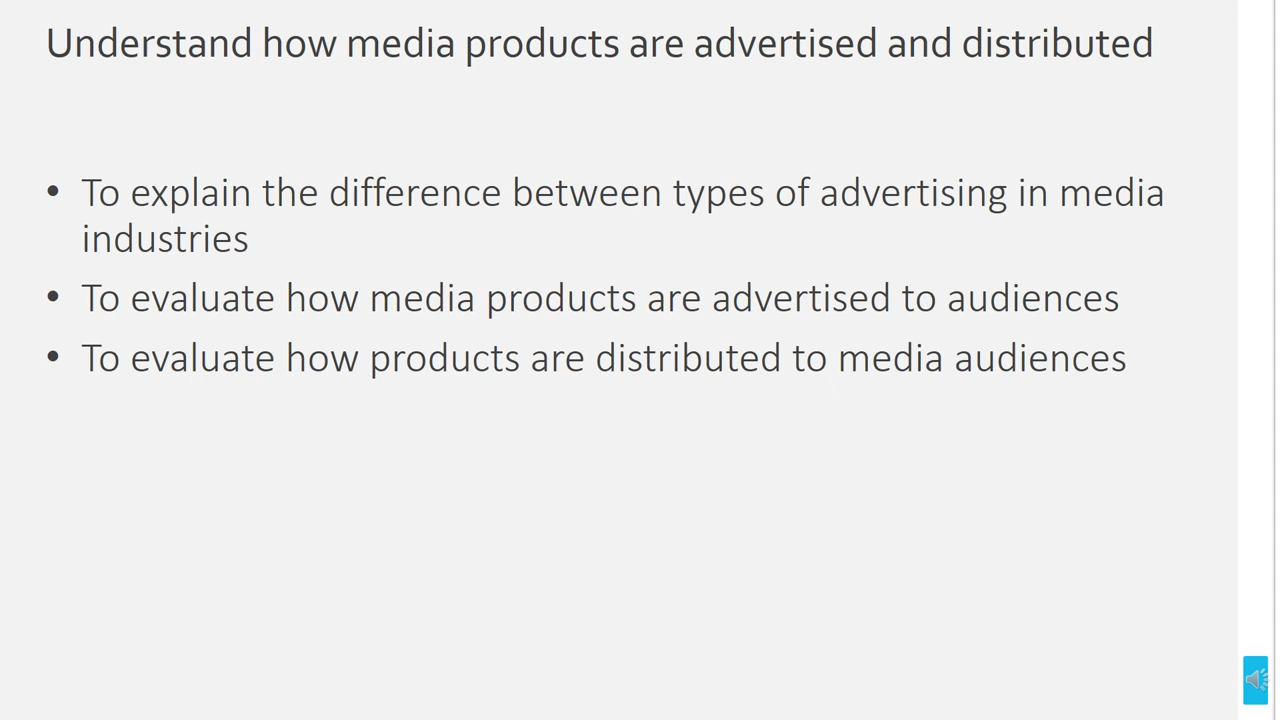 Understand how media products are advertised and distributed
• To explain the difference between types of advertising in media
industries
• To evaluate how media products are advertised to audiences
• To evaluate how products are distributed to media audiences